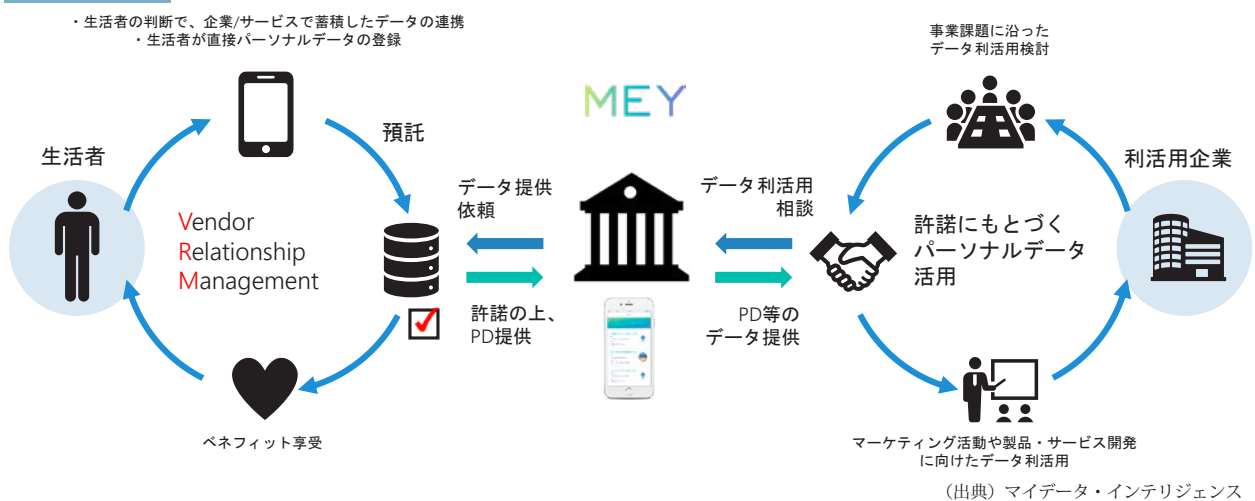 ・生活者の判断で、企業/サービスで蓄積したデータの連携
・生活者が直接パーソナルデータの登録
事業課題に沿った
データ利活用検討
MEY
預託
生活者
利活用企業
データ提供
依頼
データ利活用
相談
Vendor
Relationship
Management
許諾にもとづく
パーソナルデータ
活用
許諾の上、
PD提供
PD等の
データ提供
ベネフィット享受
マーケティング活動や製品・サービス開発
に向けたデータ利活用
（出典）マイデータ・インテリジェンス